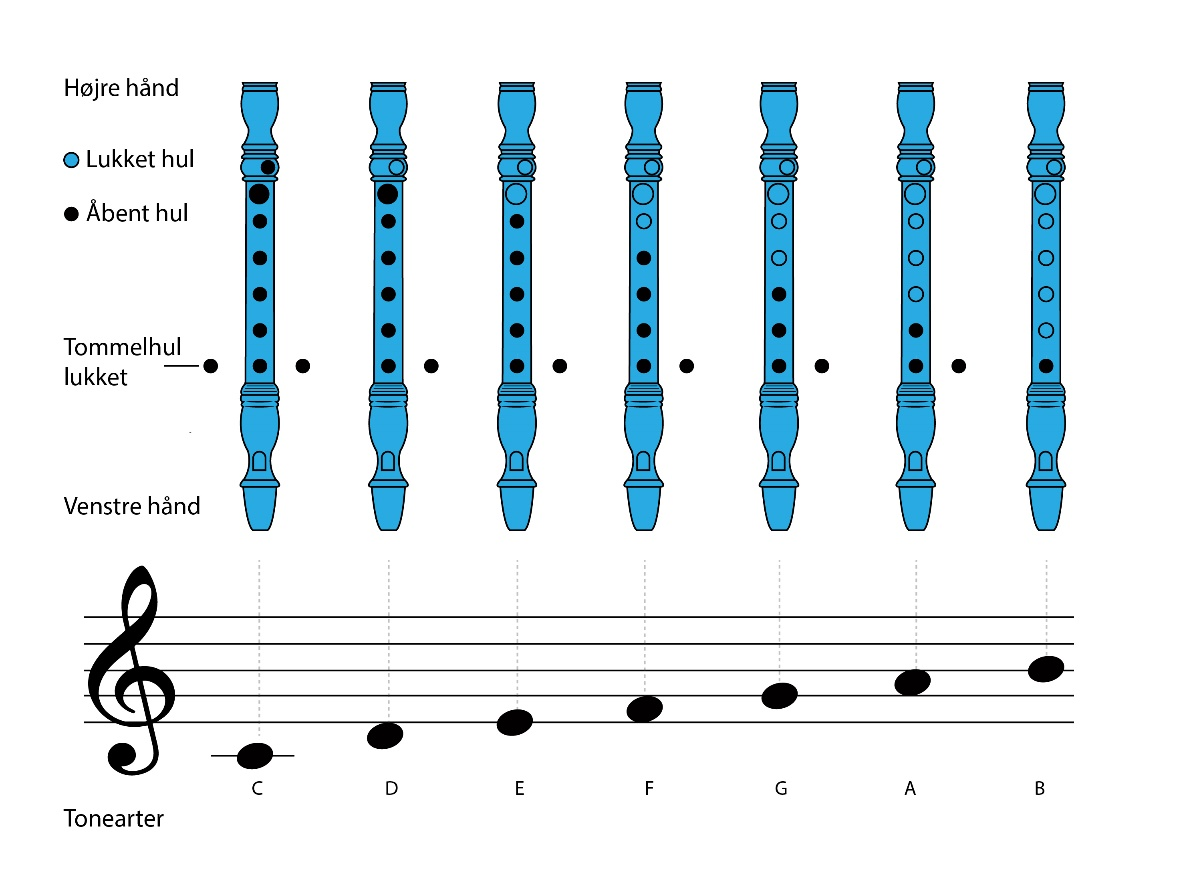 Højre hånd
Lukket hul
Åbent hul
Tommelhul
lukket
Venstre hånd
C D E F G A B
Tonearter